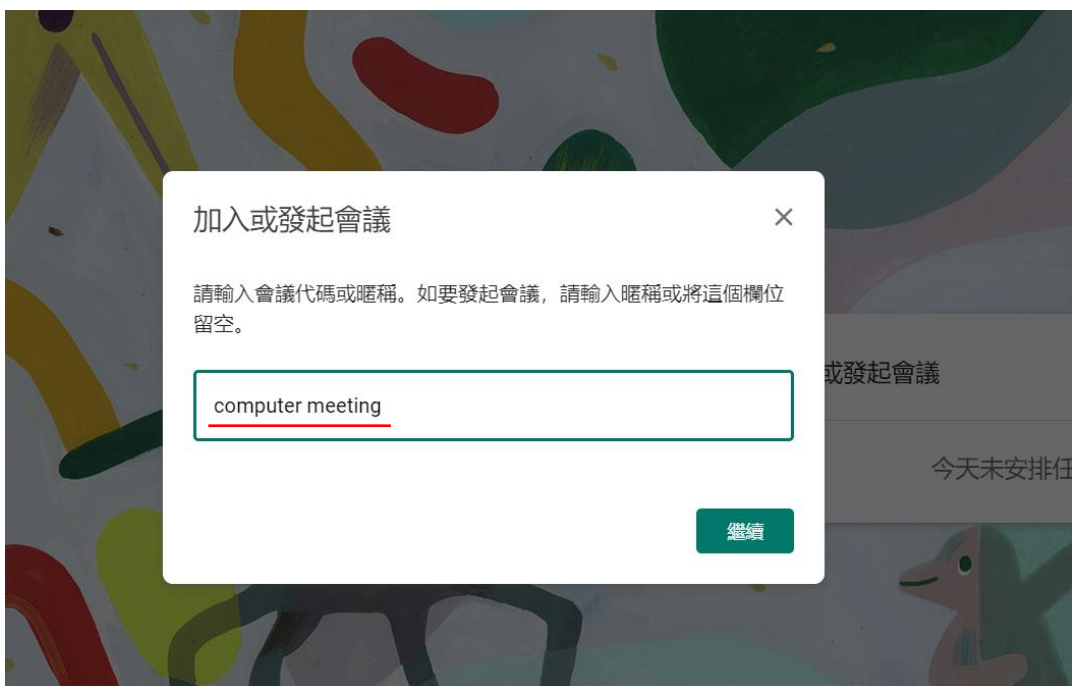 加入或發起會議
請輸入會議代碼或暱稱。如要發起會議，請輸入暱稱或將這個欄位
留空。
或發起會議
computer meeting
今天未安排任
繼續